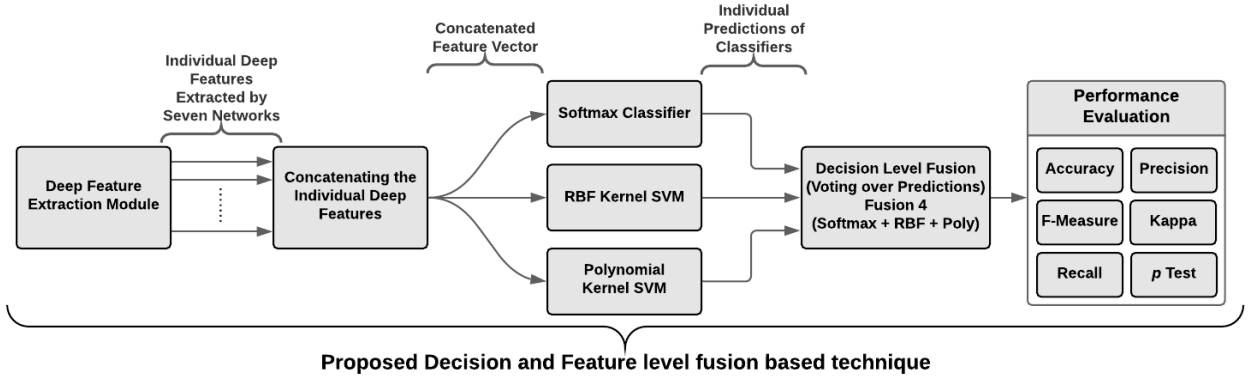 Individual Deep
Features
Extracted by
Seven Networks
Concatenated
Feature Vector
Individual
Predictions of
Classifiers
Deep Feature
Extraction Module
Concatenating the
Individual Deep
Features
Softmax Classifier
RBF Kernel SVM
Polynomial
Kernel SVM
Decision Level Fusion
(Voting over Predictions)
Fusion 4
(Softmax + RBF + Poly)
Performance
Evaluation
Accuracy
Precision
F-Measure
Kappa
Recall
p Test
Proposed Decision and Feature level fusion based technique